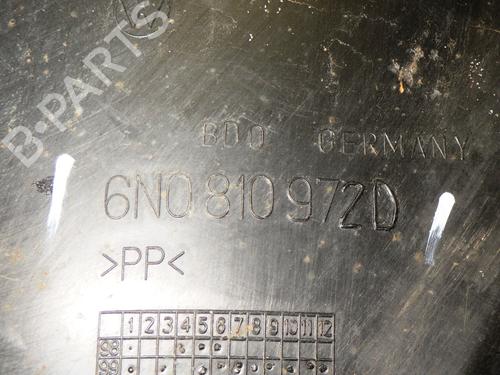 B-PARTS
BDO GERMANY
6N0 810 972D
>PP<
1 2 3 4 5 6 7 8 9 10 11 12
98
99